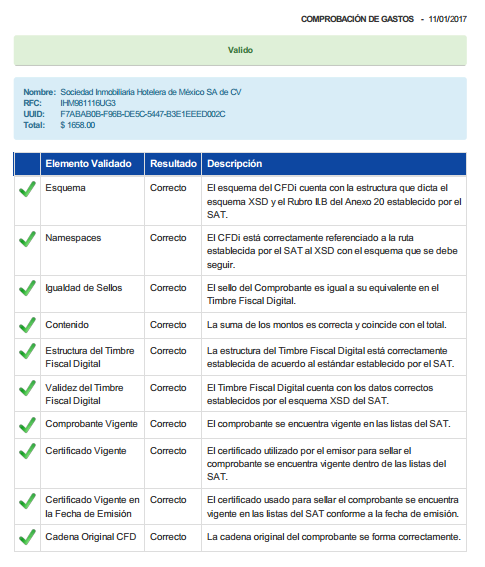 COMPROBACIÓN DE GASTOS - 11/01/2017
Valido
Nombre: Sociedad Inmobiliaria Hotelera de México SA de CV
RFC: IHM981116UG3
UUID: F7ABAB0B-F96B-DE5C-5447-B3E1EEED002C
Total: $ 1658.00
Elemento Validado Resultado Descripción
Esquema Correcto El esquema del CFDi cuenta con la estructura que dicta el
esquema XSD y el Rubro II.B del Anexo 20 establecido por el
SAT.
Namespaces Correcto El CFDi está correctamente referenciado a la ruta
establecida por el SAT al XSD con el esquema que se debe
seguir.
Igualdad de Sellos Correcto El sello del Comprobante es igual a su equivalente en el
Timbre Fiscal Digital.
Contenido Correcto La suma de los montos es correcta y coincide con el total.
Estructura del Timbre Correcto La estructura del Timbre Fiscal Digital está correctamente
Fiscal Digital establecida de acuerdo al estándar establecido por el SAT.
Validez del Timbre Correcto El Timbre Fiscal Digital cuenta con los datos correctos
Fiscal Digital establecidos por el esquema XSD del SAT.
Comprobante Vigente Correcto El comprobante se encuentra vigente en las listas del SAT.
Certificado Vigente Correcto El certificado utilizado por el emisor para sellar el
comprobante se encuentra vigente dentro de las listas del
SAT.
Certificado Vigente en Correcto El certificado usado para sellar el comprobante se encuentra
la Fecha de Emisión vigente en las listas del SAT conforme a la fecha de emisión.
Cadena Original CFD Correcto La cadena original del comprobante se forma correctamente.